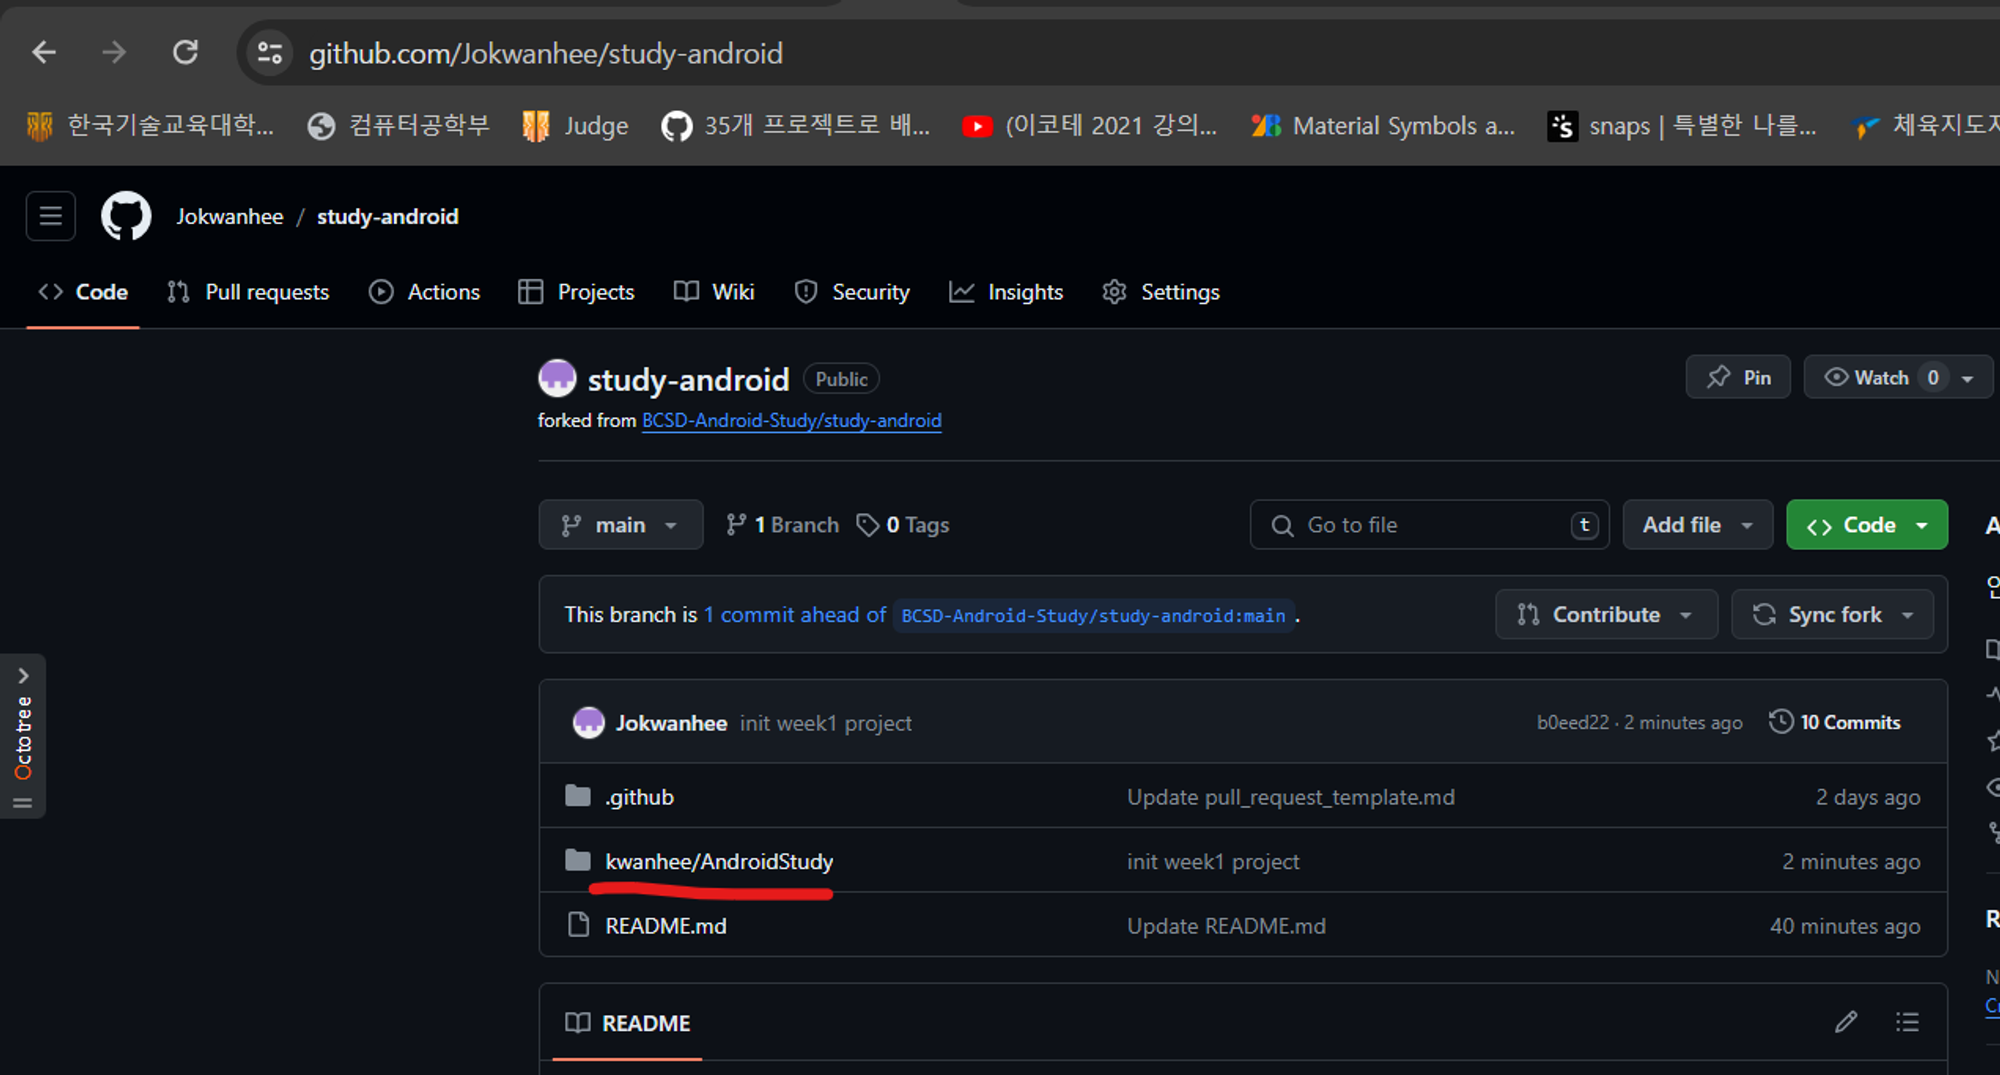 github.com/Jokwanhee/study-android
한국기술교육대학... 컴퓨터공학부 Judge 35개 프로젝트로 배... (이코테 2021 강의... Material Symbols a... snaps | 특별한 나를... 체육지도자
Jokwanhee / study-android
Code Pull requests Actions Projects Wiki Security Insights Settings
study-android Public Pin Watch 0
forked from BCSD-Android-Study/study-android
main 1 Branch 0 Tags Go to file t Add file Code
This branch is 1 commit ahead of BCSD-Android-Study/study-android:main . Contribute Sync fork
Jokwanhee init week1 project b0eed22 · 2 minutes ago 10 Commits
.github Update pull_request_template.md 2 days ago
kwanhee/AndroidStudy init week1 project 2 minutes ago
README.md Update README.md 40 minutes ago
Octotree
README